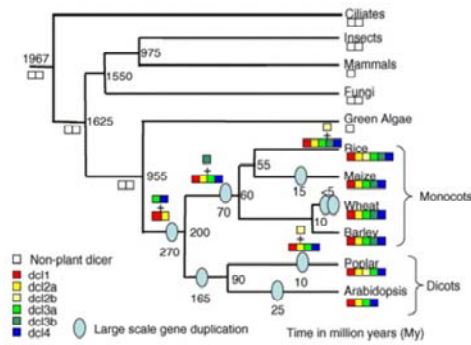 Ciliates
Insects
1967
975
Mammals
1550
Fungi
1625
Green Algae
+
Rice
955
55
Maize
+
+
15
<5
60
Wheat
Monocots
70
200
10
Barley
270
+
Poplar
Non-plant dicer
dcl1
90
10
Dicots
dcl2a
165
Arabidopsis
dcl2b
dcl3a
25
dcl3b
dcl4
Large scale gene duplication
Time in million years (My)